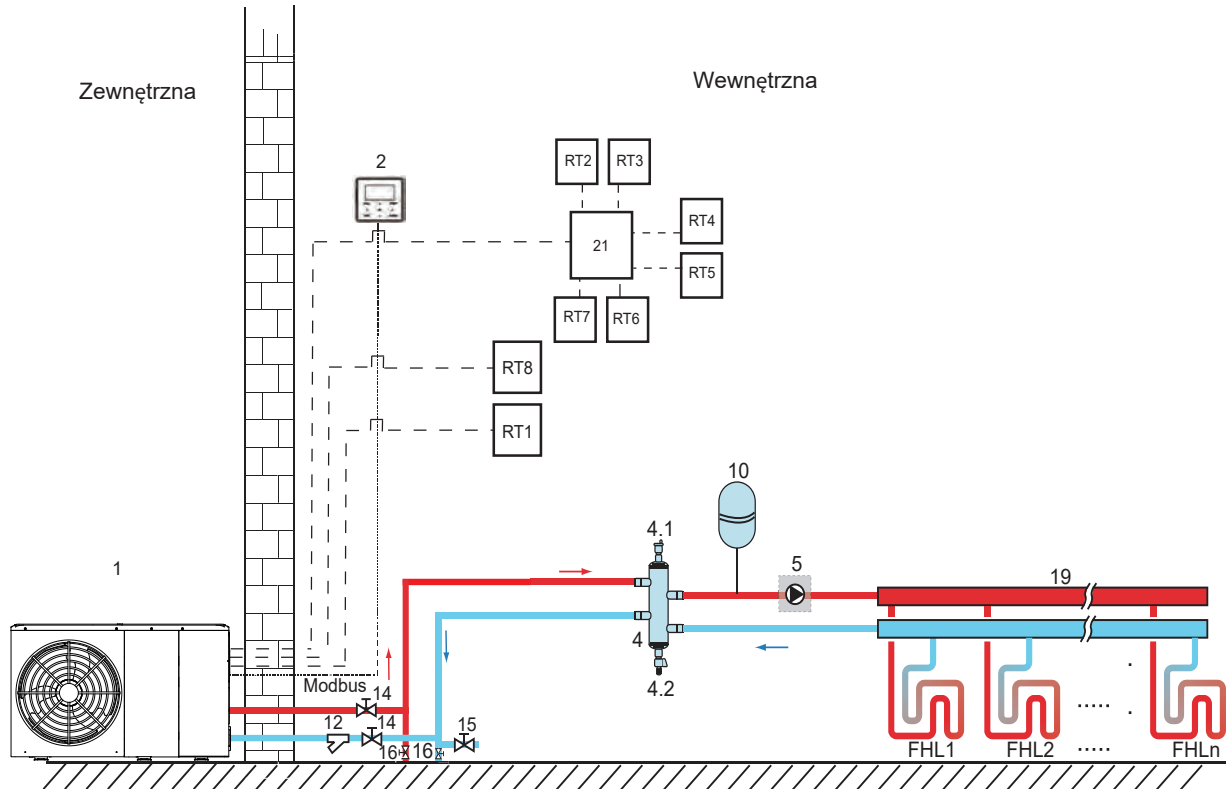 Zewnętrzna
Wewnętrzna
2
RT2
RT3
RT4
21
RT5
RT7
RT6
RT8
RT1
10
4.1
5
19
1
4
4.2
Modbus
14
12
14
15
16
16
.....
.....
FHL1
FHL2
FHLn